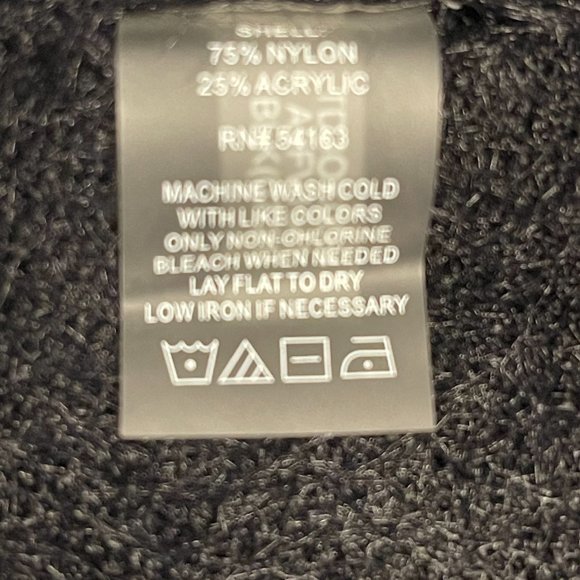 SHELL:
75% NYLON
25% ACRYLIC
RN# 54163
MACHINE WASH COLD
WITH LIKE COLORS
ONLY NON-CHLORINE
BLEACH WHEN NEEDED
LAY FLAT TO DRY
LOW IRON IF NECESSARY